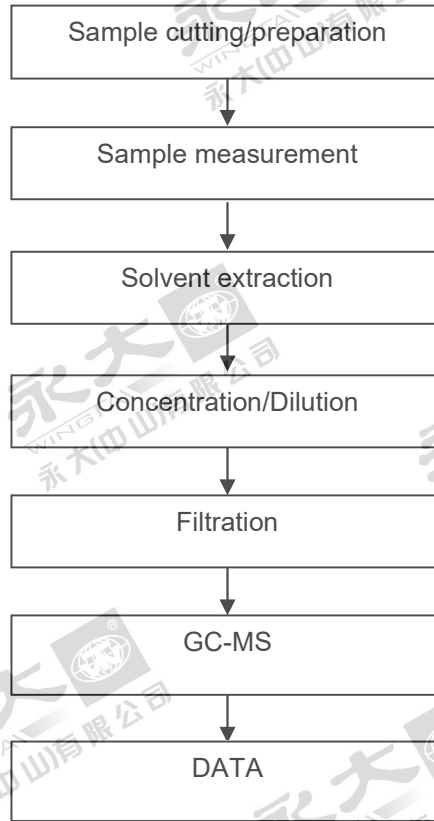 Sample cutting/preparation
Sample measurement
Solvent extraction
Concentration/Dilution
Filtration
GC-MS
DATA